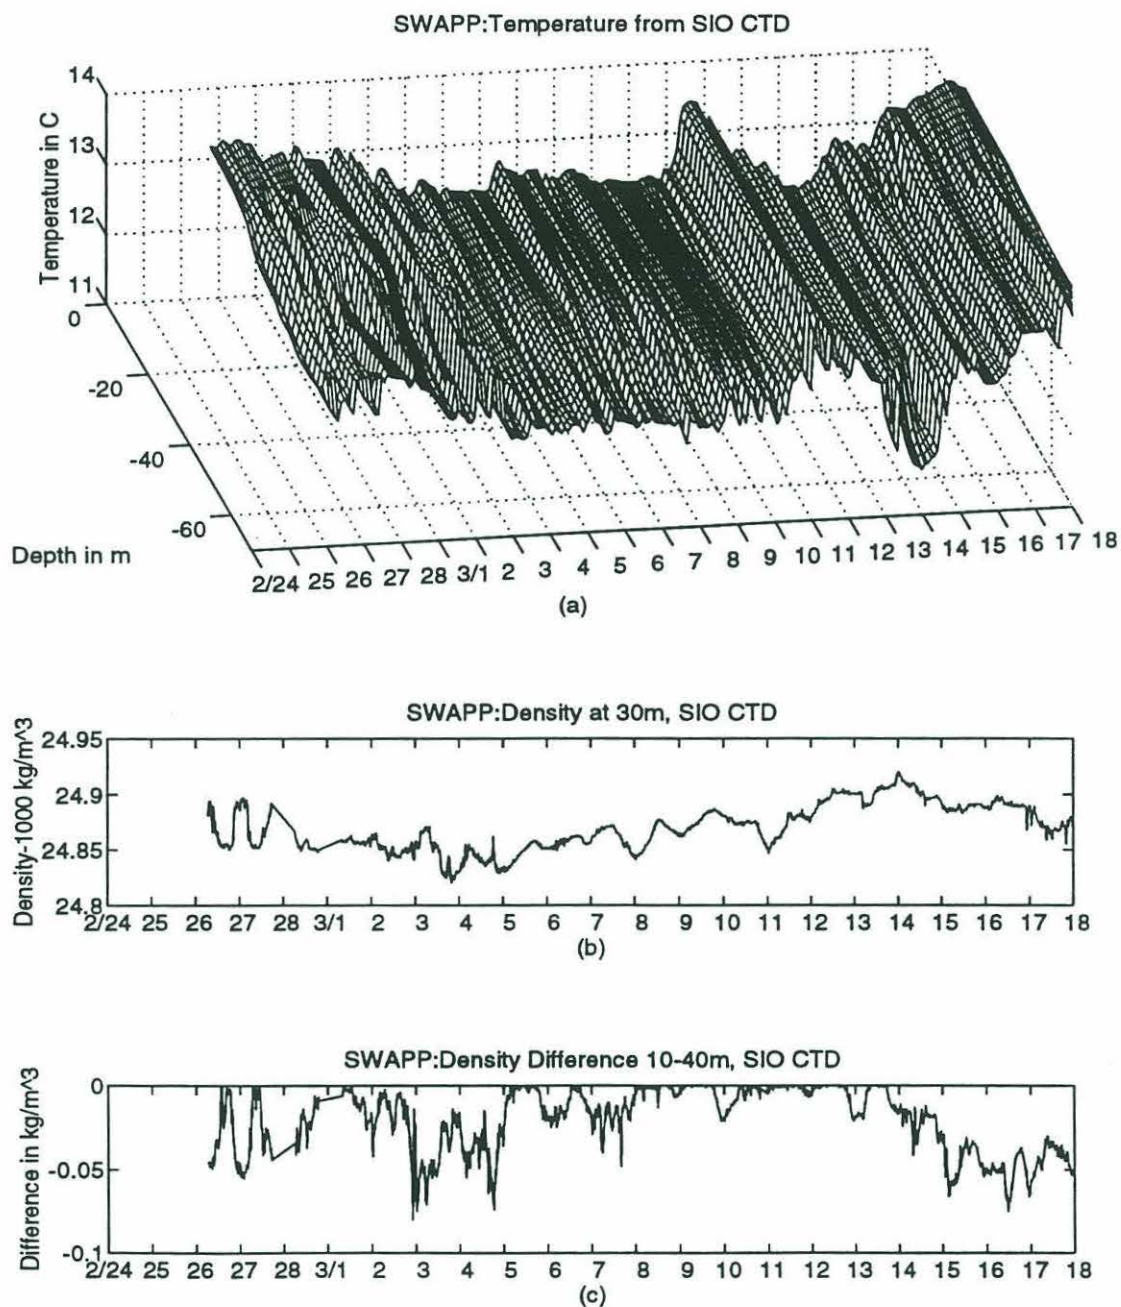 SWAPP:Temperature from SIO CTD
Temperature in C
14
13
12
11
0
-20
-40
-60
Depth in m
2/24 25 26 27 28 3/1 2 3 4 5 6 7 8 9 10 11 12 13 14 15 16 17 18
(a)
SWAPP:Density at 30m, SIO CTD
Density-1000 kg/m^3
24.95
24.9
24.85
24.8
2/24 25 26 27 28 3/1 2 3 4 5 6 7 8 9 10 11 12 13 14 15 16 17 18
(b)
SWAPP:Density Difference 10-40m, SIO CTD
Difference in kg/m^3
0
-0.05
-0.1
2/24 25 26 27 28 3/1 2 3 4 5 6 7 8 9 10 11 12 13 14 15 16 17 18
(c)